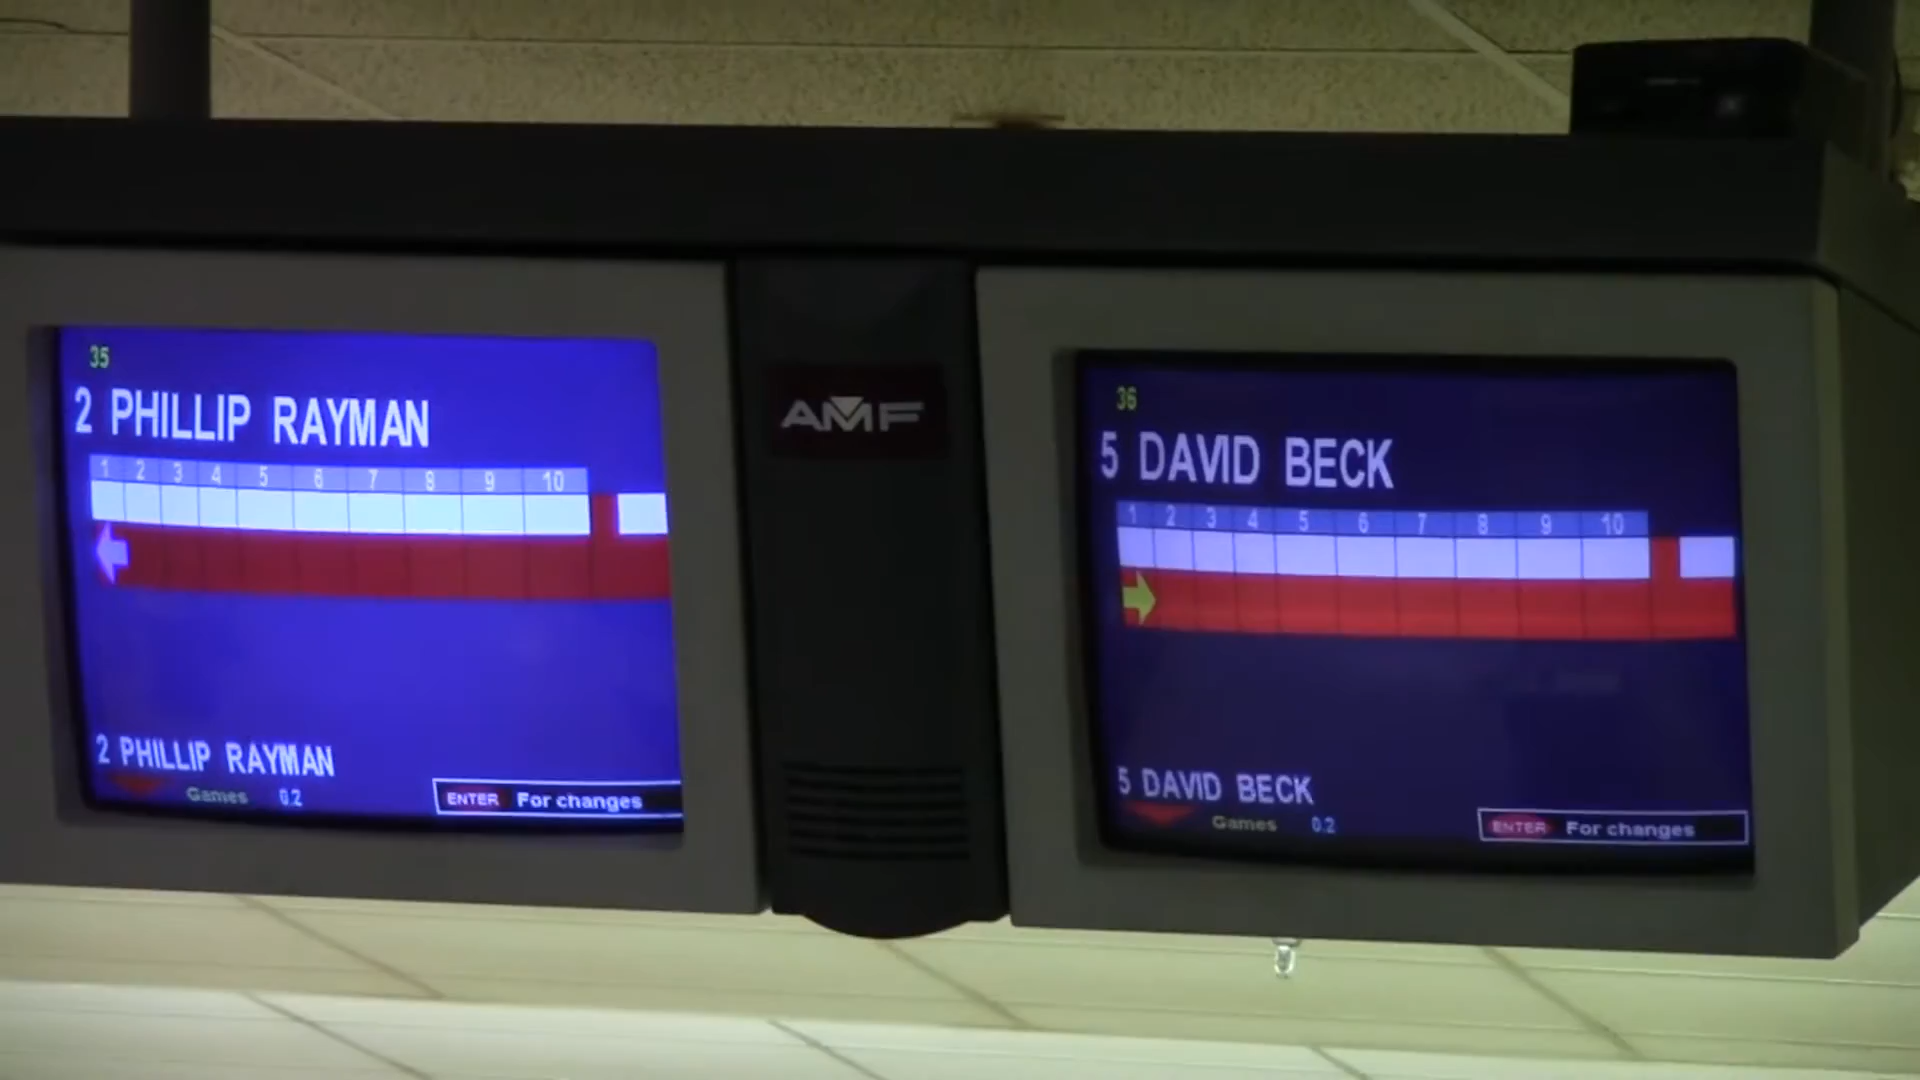 35
2 PHILLIP RAYMAN
1 2 3 4 5 6 7 8 9 10
2 PHILLIP RAYMAN
Games 0.2
ENTER For changes
AMF
36
5 DAVID BECK
1 2 3 4 5 6 7 8 9 10
5 DAVID BECK
Games 0.2
ENTER For changes